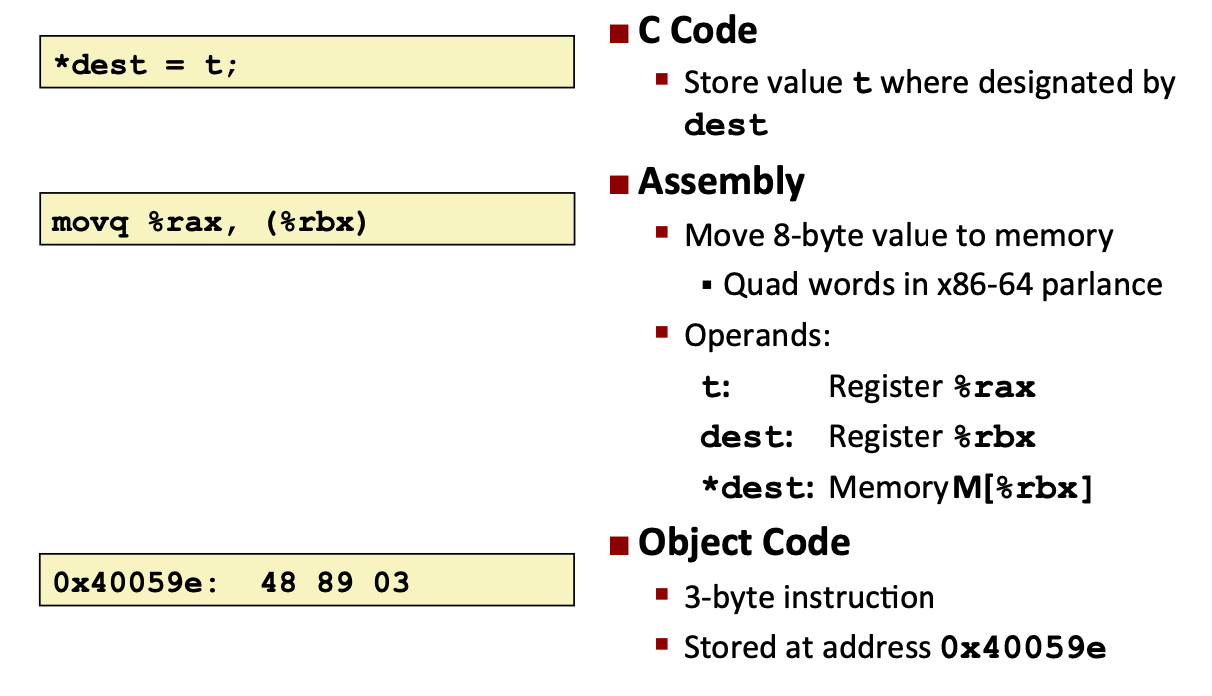 *dest = t;
C Code
Store value t where designated by
dest
movq %rax, (%rbx)
Assembly
Move 8-byte value to memory
Quad words in x86-64 parlance
Operands:
t: Register %rax
dest: Register %rbx
*dest: Memory M[%rbx]
0x40059e: 48 89 03
Object Code
3-byte instruction
Stored at address 0x40059e